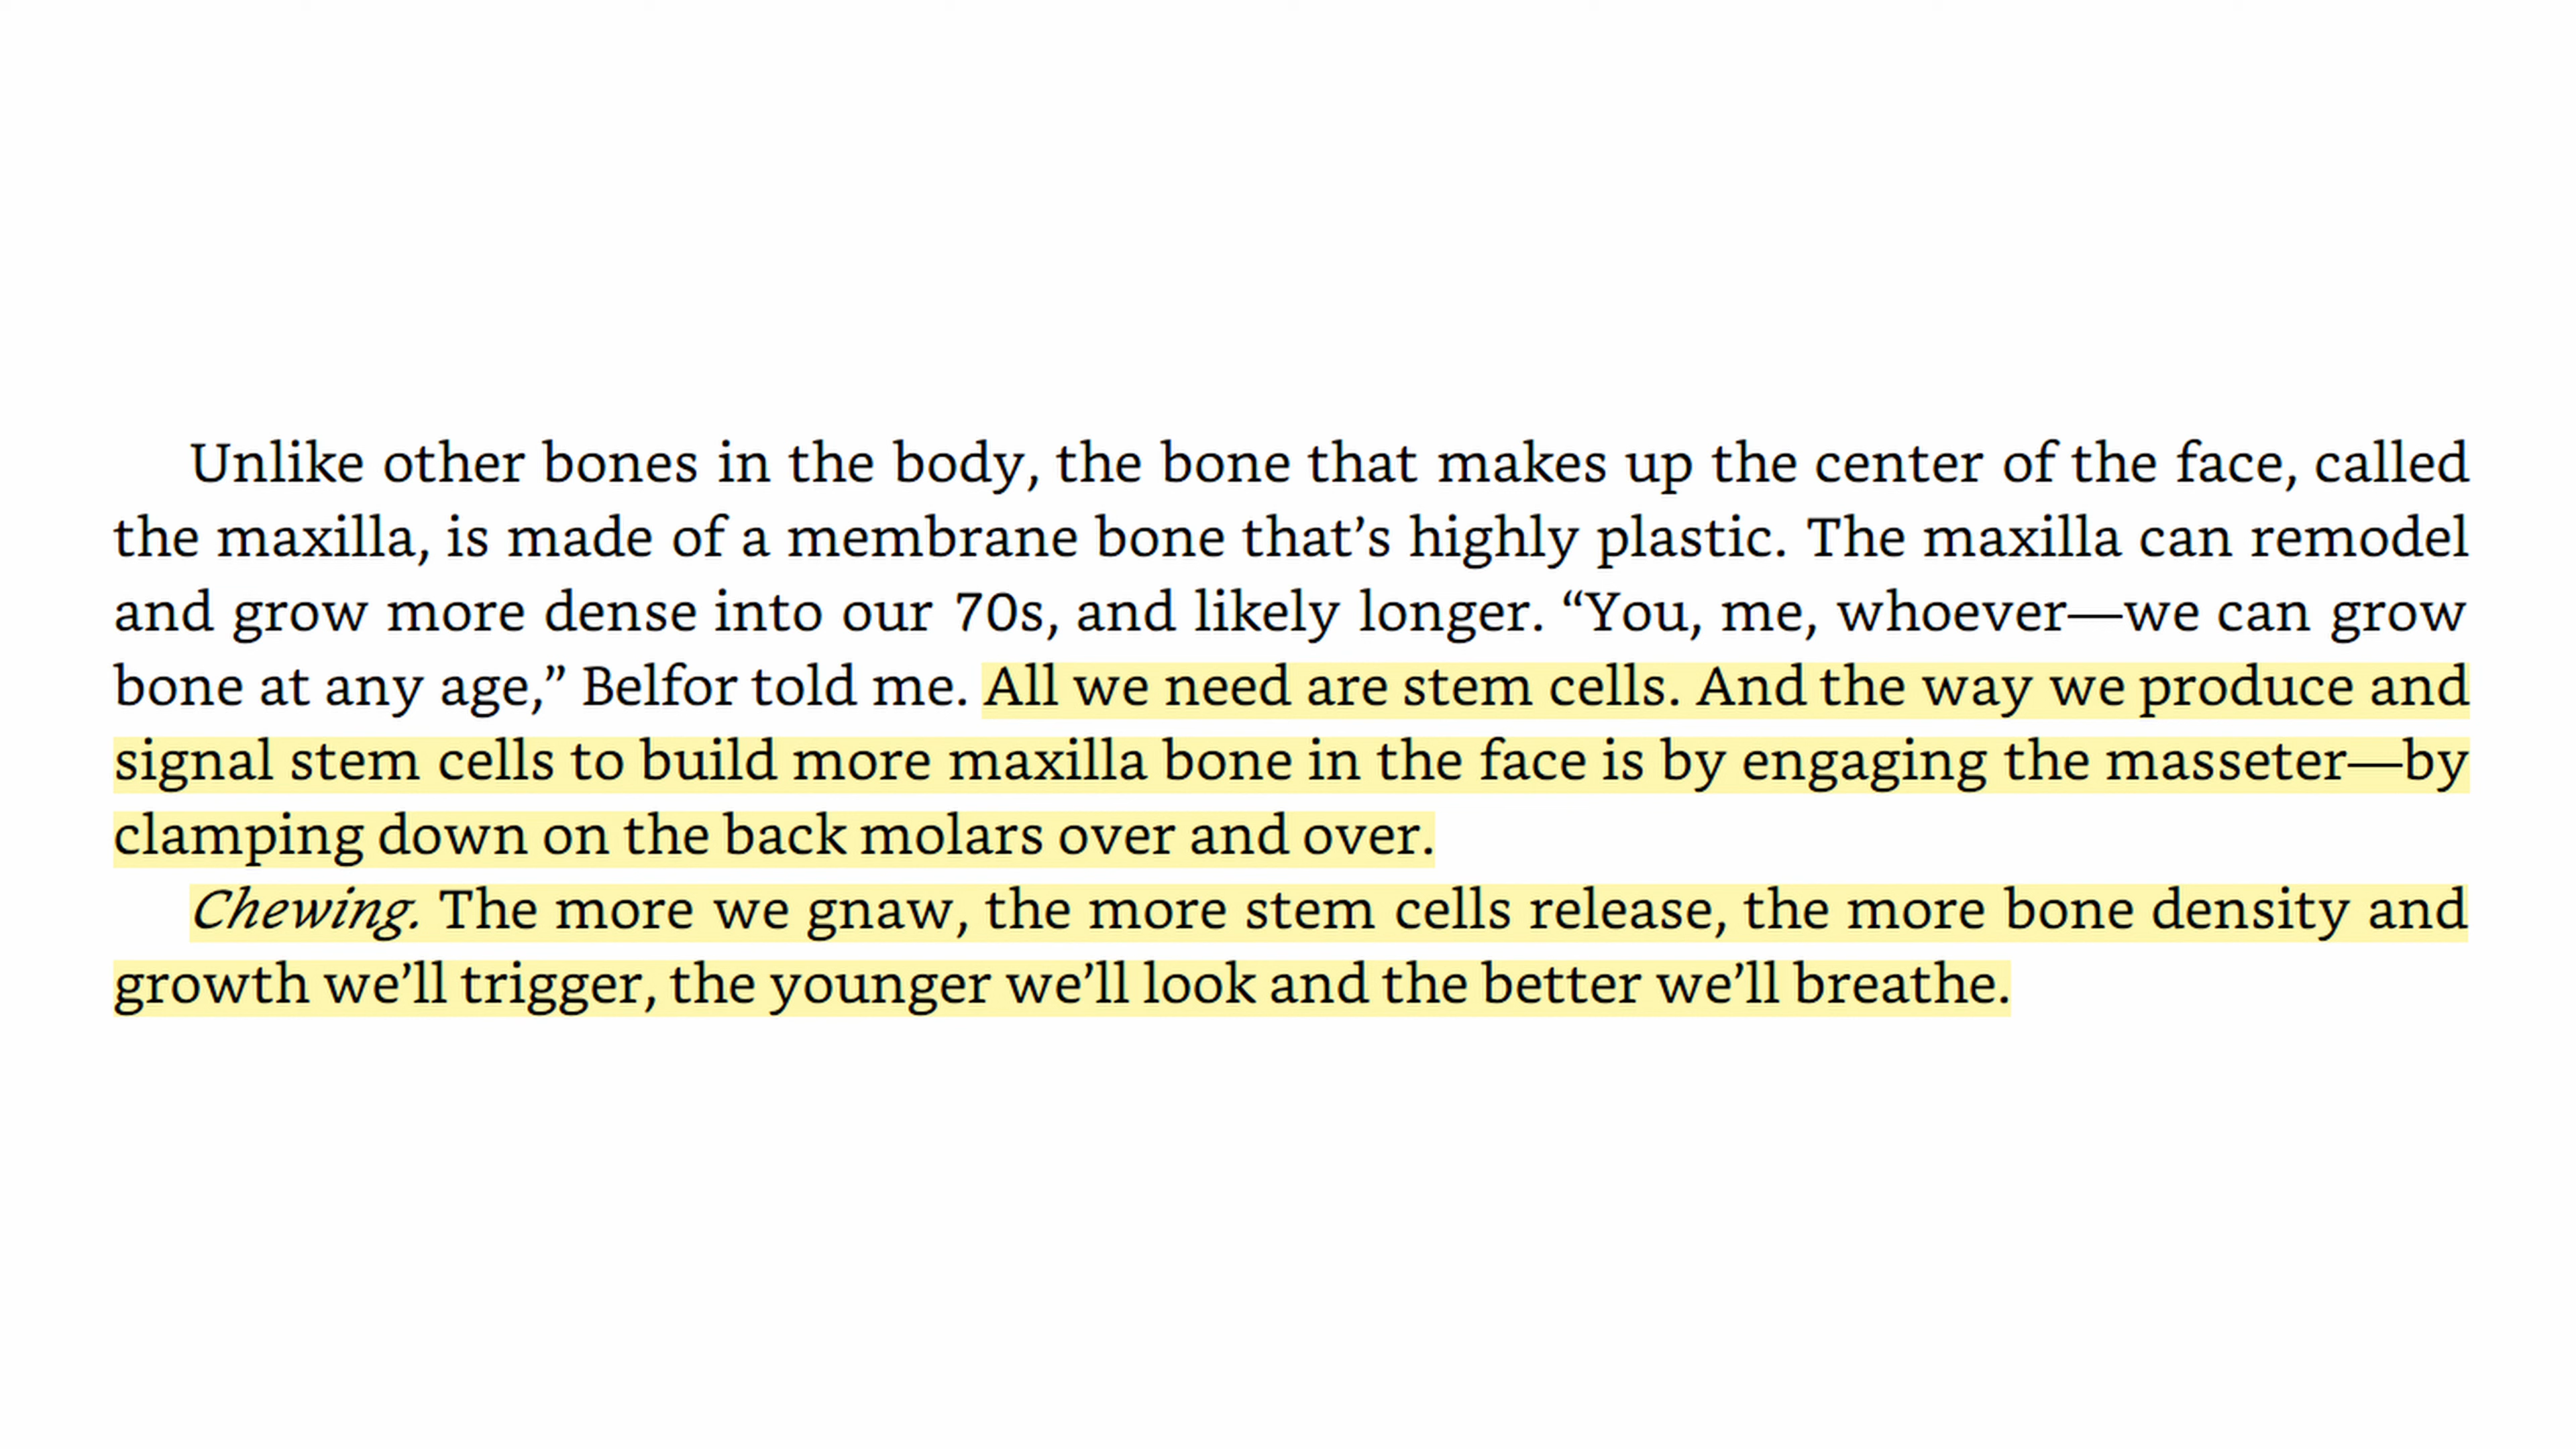 Unlike other bones in the body, the bone that makes up the center of the face, called
the maxilla, is made of a membrane bone that’s highly plastic. The maxilla can remodel
and grow more dense into our 70s, and likely longer. “You, me, whoever—we can grow
bone at any age,” Belfor told me. All we need are stem cells. And the way we produce and
signal stem cells to build more maxilla bone in the face is by engaging the masseter—by
clamping down on the back molars over and over.
Chewing. The more we gnaw, the more stem cells release, the more bone density and
growth we’ll trigger, the younger we’ll look and the better we’ll breathe.